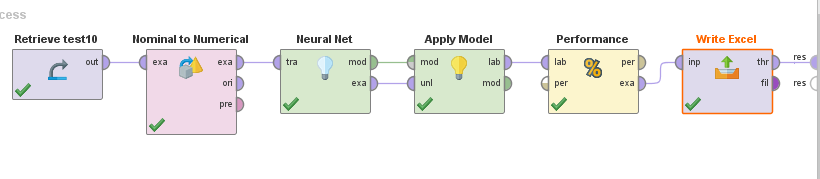 cess
Retrieve test10
Nominal to Numerical
Neural Net
Apply Model
Performance
Write Excel
out
exa
exa
ori
pre
tra
mod
exa
mod
lab
unl
mod
lab
per
per
exa
inp
thr
fil
res
res